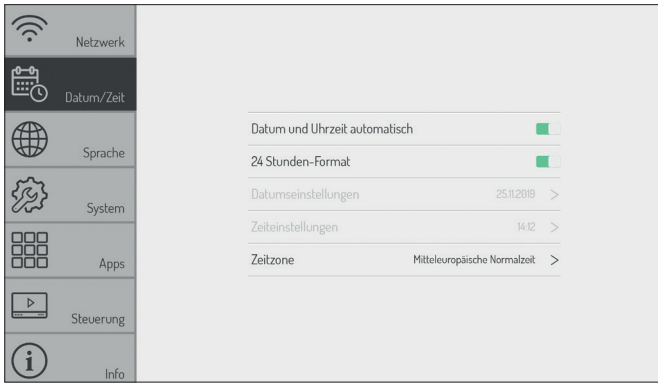 Netzwerk
Datum/Zeit
Sprache
System
Apps
Steuerung
Info
Datum und Uhrzeit automatisch
24 Stunden-Format
Datumseinstellungen 25.11.2019 >
Zeiteinstellungen 14:12 >
Zeitzone Mitteleuropäische Normalzeit >